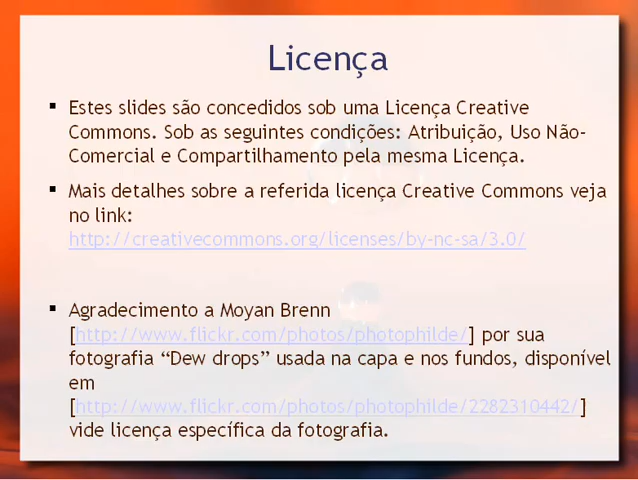 Licença
▪ Estes slides são concedidos sob uma Licença Creative
Commons. Sob as seguintes condições: Atribuição, Uso Não-
Comercial e Compartilhamento pela mesma Licença.
▪ Mais detalhes sobre a referida licença Creative Commons veja
no link:
http://creativecommons.org/licenses/by-nc-sa/3.0/
▪ Agradecimento a Moyan Brenn
[http://www.flickr.com/photos/photophilde/] por sua
fotografia “Dew drops” usada na capa e nos fundos, disponível
em
[http://www.flickr.com/photos/photophilde/2282310442/]
vide licença específica da fotografia.